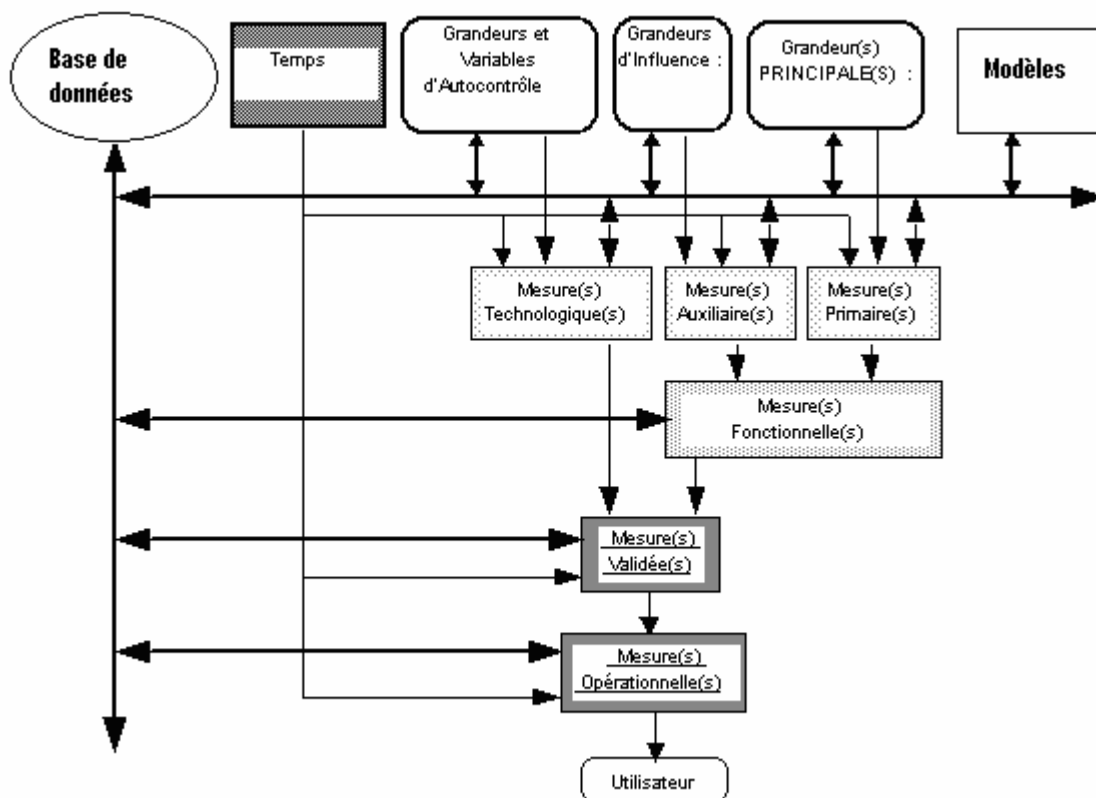 Base de
données
Temps
Grandeurs et
Variables
d'Autocontrôle
Grandeurs
d'Influence :
Grandeur(s)
PRINCIPALE(S) :
Modèles
Mesure(s)
Technologique(s)
Mesure(s)
Auxiliaire(s)
Mesure(s)
Primaire(s)
Mesure(s)
Fonctionnelle(s)
Mesure(s)
Validée(s)
Mesure(s)
Opérationnelle(s)
Utilisateur